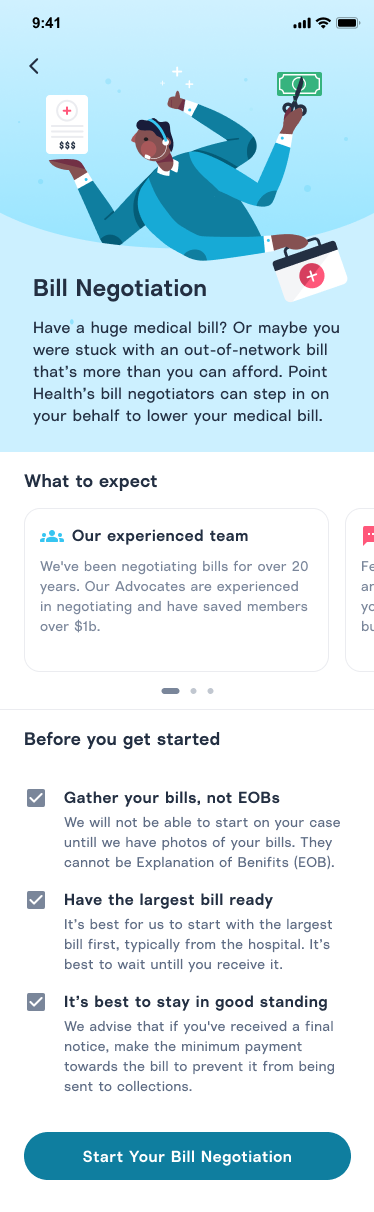 9:41
$$$
Bill Negotiation
Have a huge medical bill? Or maybe you
were stuck with an out-of-network bill
that's more than you can afford. Point
Health's bill negotiators can step in on
your behalf to lower your medical bill.
What to expect
Our experienced team
We've been negotiating bills for over 20
years. Our Advocates are experienced
in negotiating and have saved members
over $1b.
Fe
ar
yo
bu
Before you get started
Gather your bills, not EOBs
We will not be able to start on your case
untill we have photos of your bills. They
cannot be Explanation of Benifits (EOB).
Have the largest bill ready
It's best for us to start with the largest
bill first, typically from the hospital. It's
best to wait untill you receive it.
It's best to stay in good standing
We advise that if you've received a final
notice, make the minimum payment
towards the bill to prevent it from being
sent to collections.
Start Your Bill Negotiation